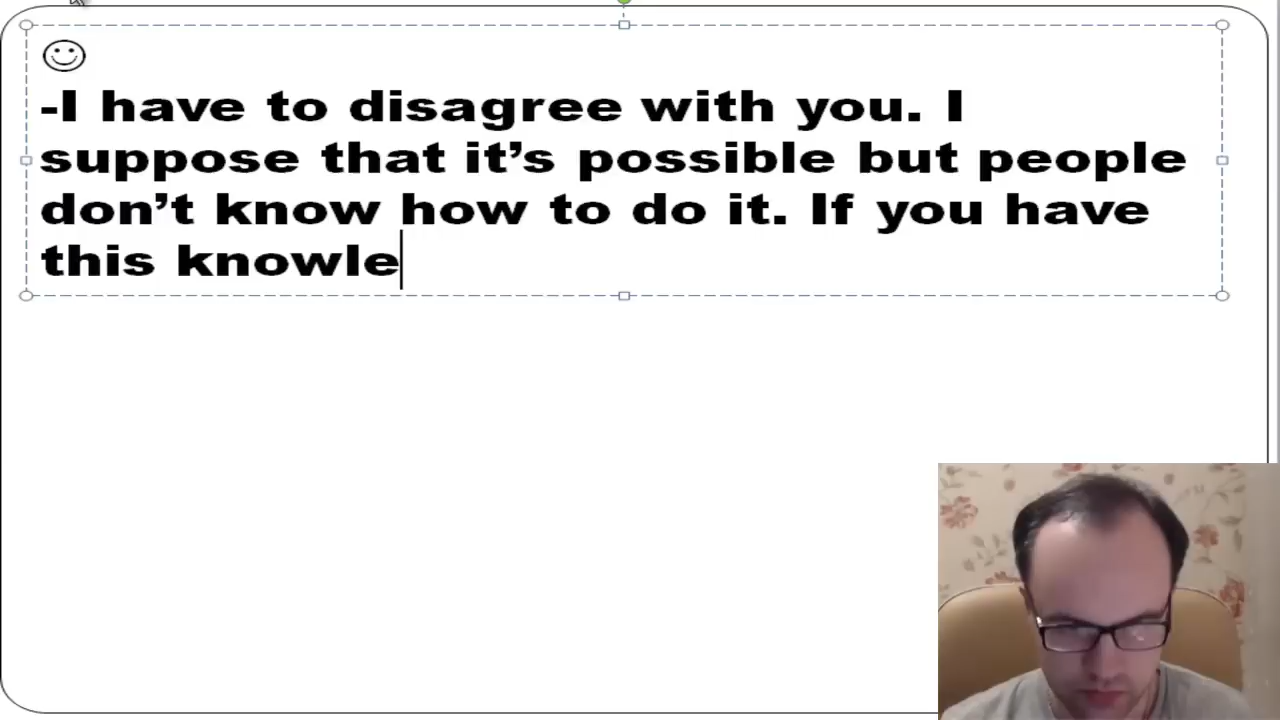 -I have to disagree with you. I
suppose that it’s possible but people
don’t know how to do it. If you have
this knowle